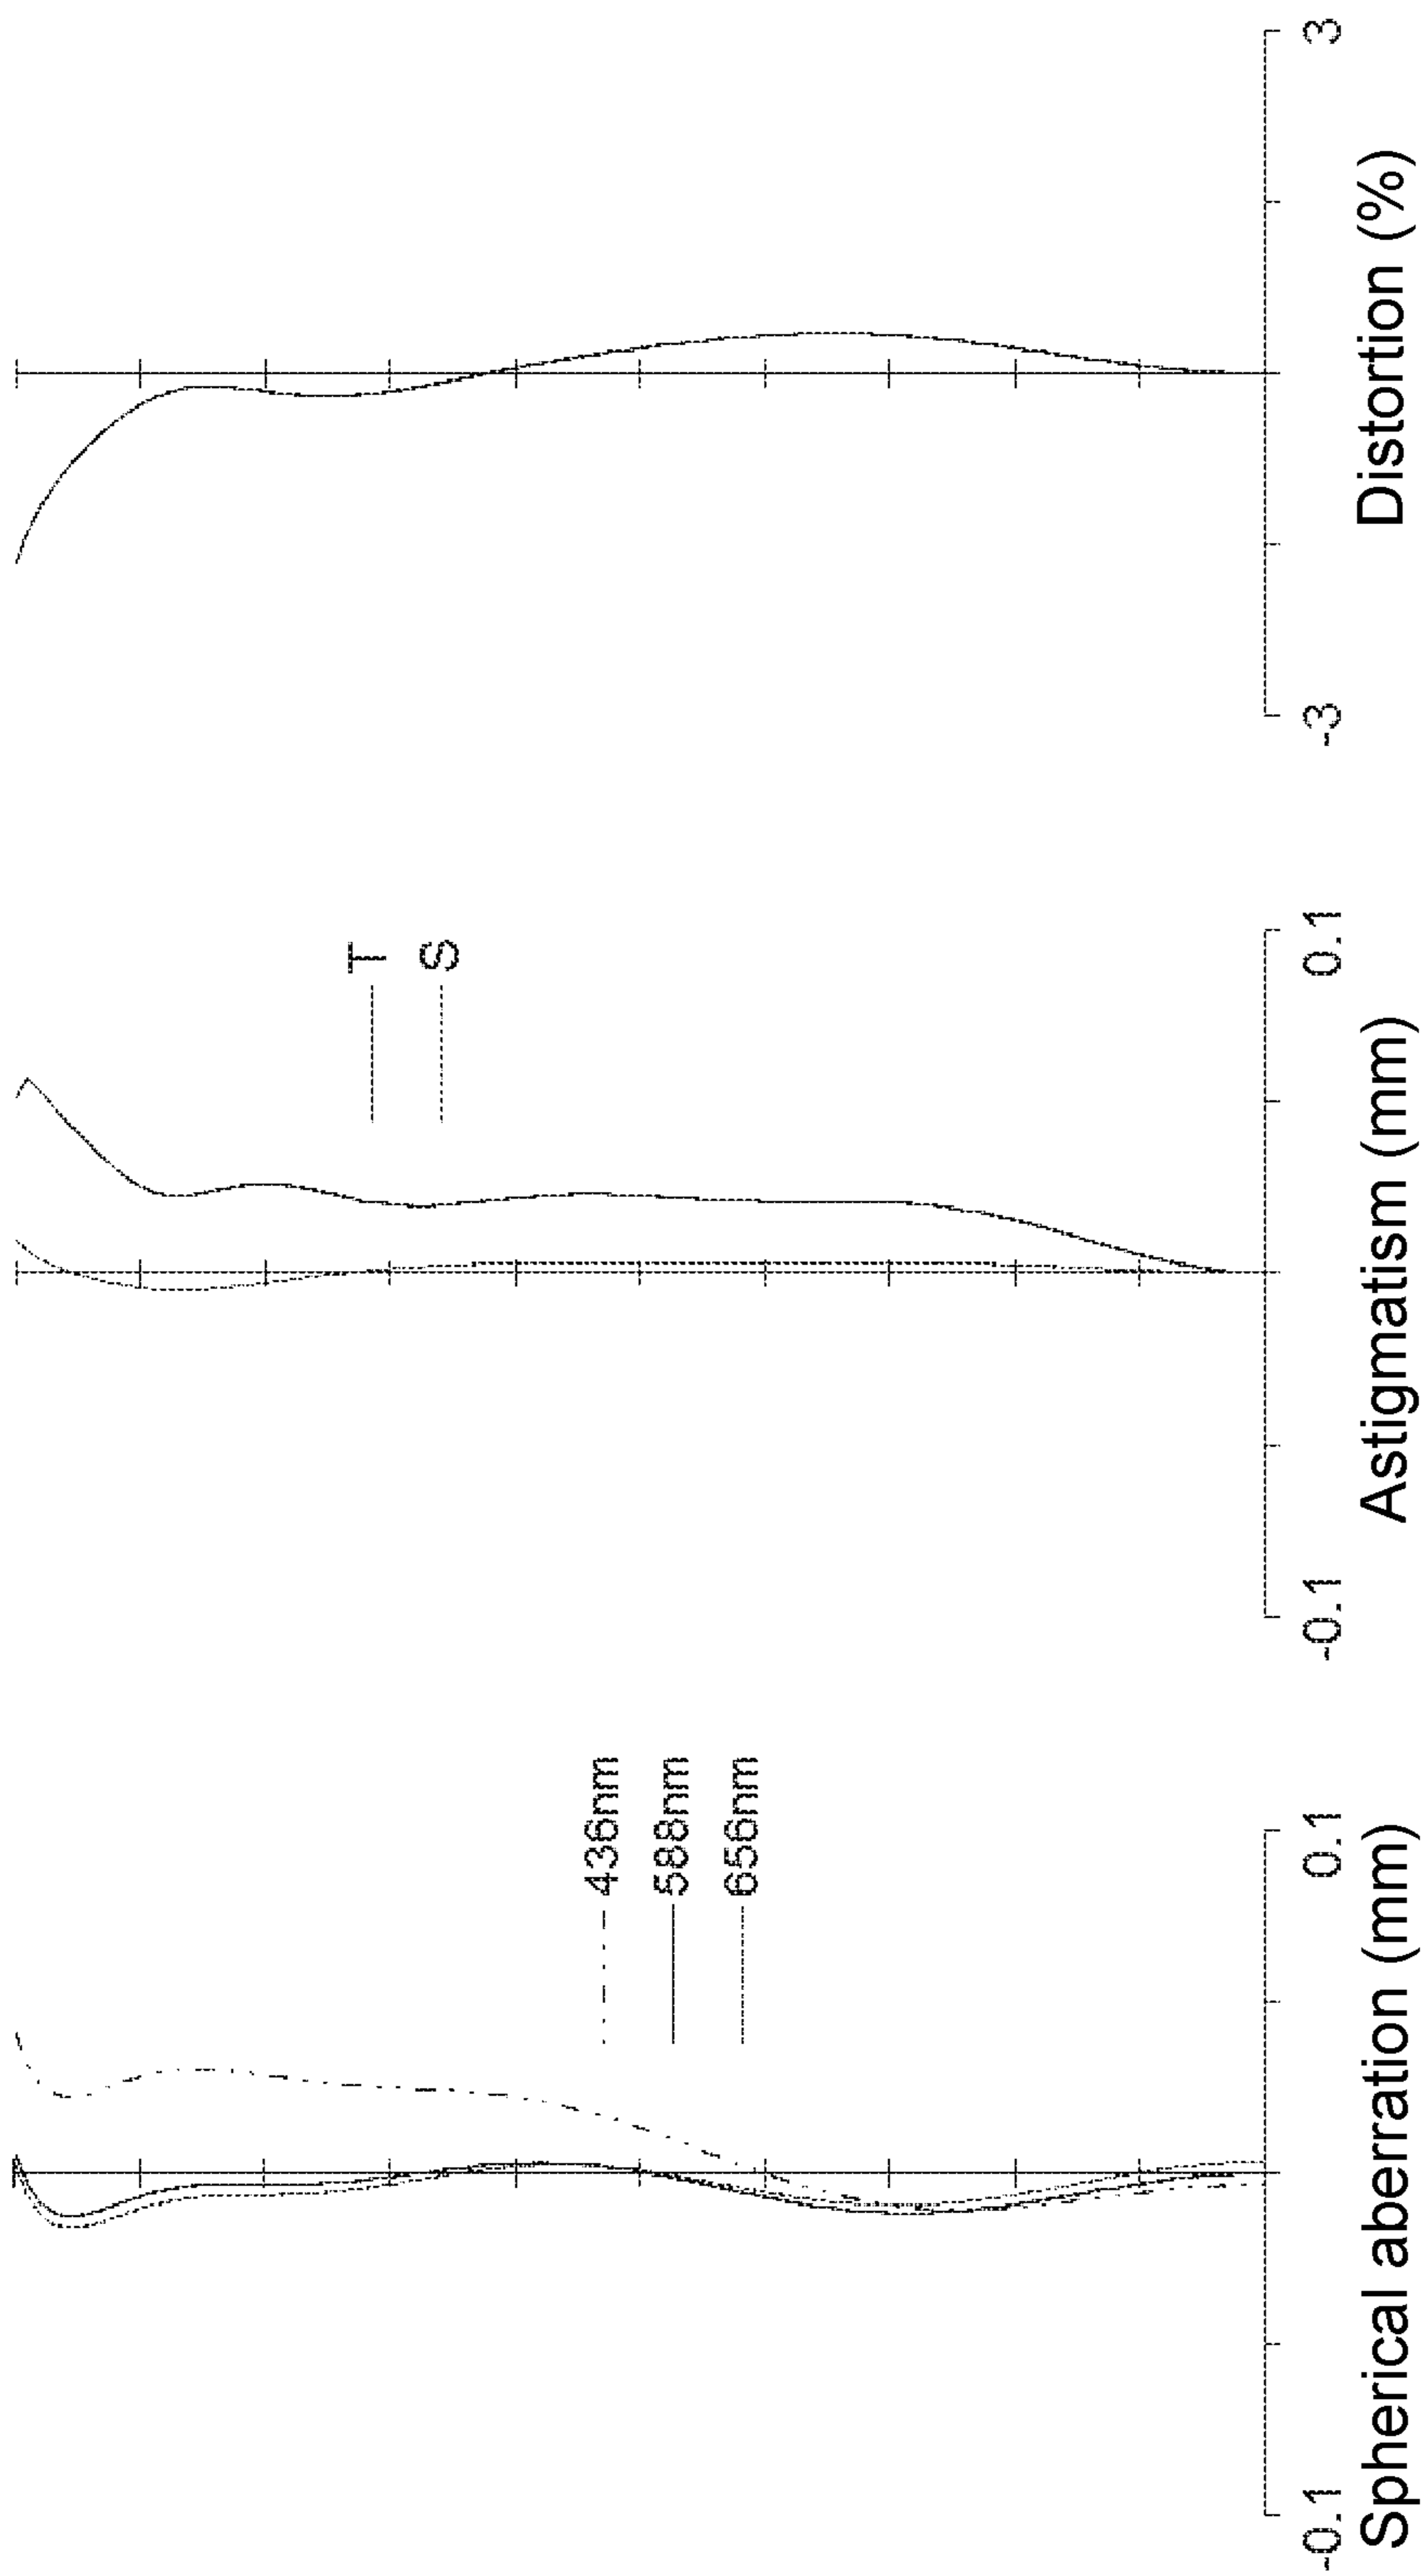 436nm
588nm
656nm
-0.1
0.1
Spherical aberration (mm)
T
S
-0.1
0.1
Astigmatism (mm)
-3
3
Distortion (%)